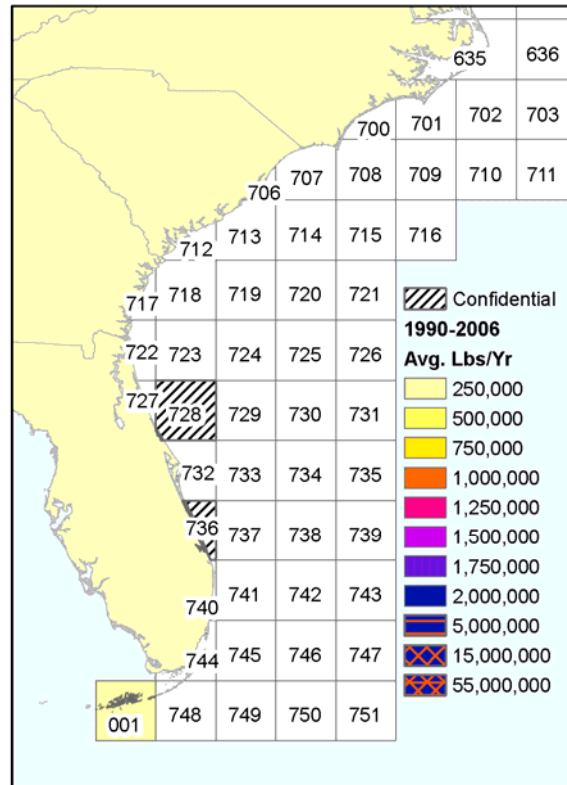 635 636
700 701 702 703
706 707 708 709 710 711
712 713 714 715 716
717 718 719 720 721
722 723 724 725 726
727 728 729 730 731
732 733 734 735
736 737 738 739
740 741 742 743
744 745 746 747
001 748 749 750 751
Confidential
1990-2006
Avg. Lbs/Yr
250,000
500,000
750,000
1,000,000
1,250,000
1,500,000
1,750,000
2,000,000
5,000,000
15,000,000
55,000,000